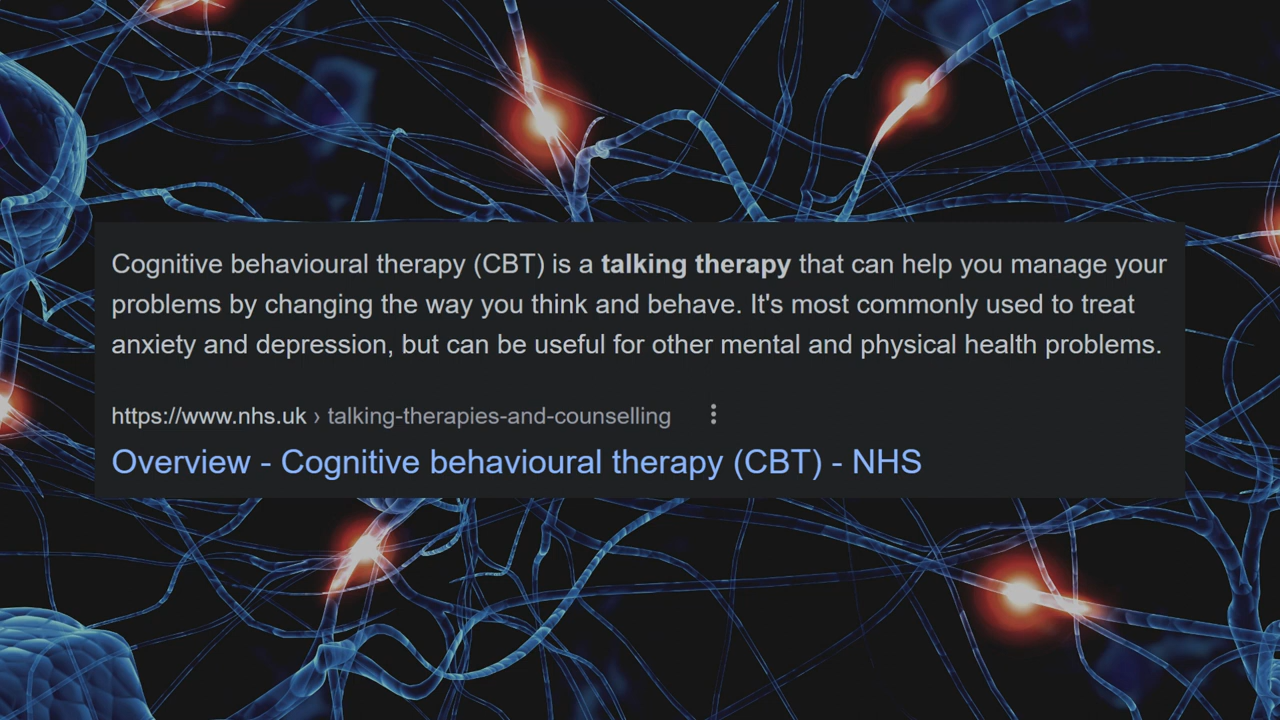 Cognitive behavioural therapy (CBT) is a talking therapy that can help you manage your
problems by changing the way you think and behave. It's most commonly used to treat
anxiety and depression, but can be useful for other mental and physical health problems.
https://www.nhs.uk › talking-therapies-and-counselling
Overview - Cognitive behavioural therapy (CBT) - NHS